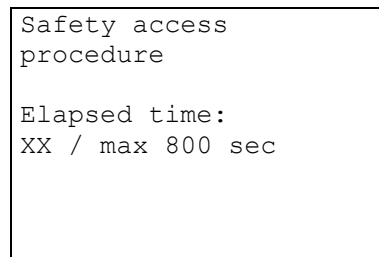 Safety access
procedure
Elapsed time:
XX / max 800 sec